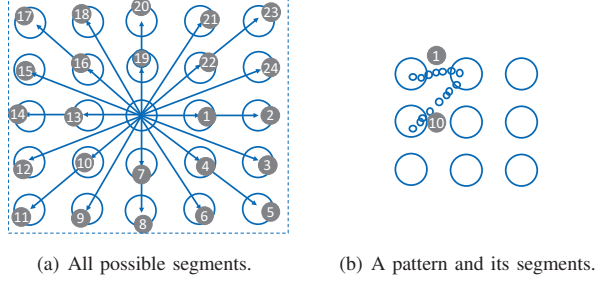 17 18 20 21 23
15 16 19 22 24
14 13 1 2
12 10 7 4 3
11 9 8 6 5
1
10
(a) All possible segments.
(b) A pattern and its segments.